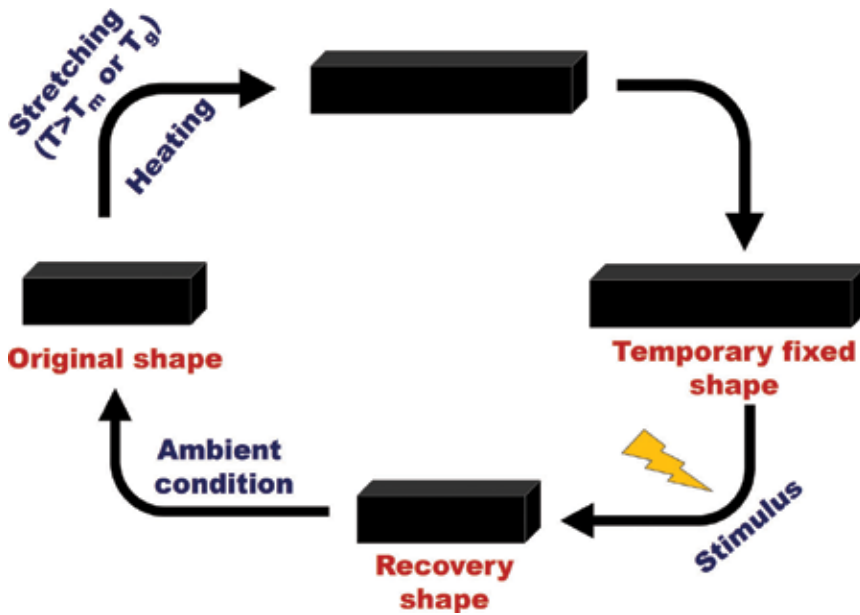 Stretching
(T>Tm or Tg)
Heating
Original shape
Temporary fixed
shape
Ambient
condition
Stimulus
Recovery
shape